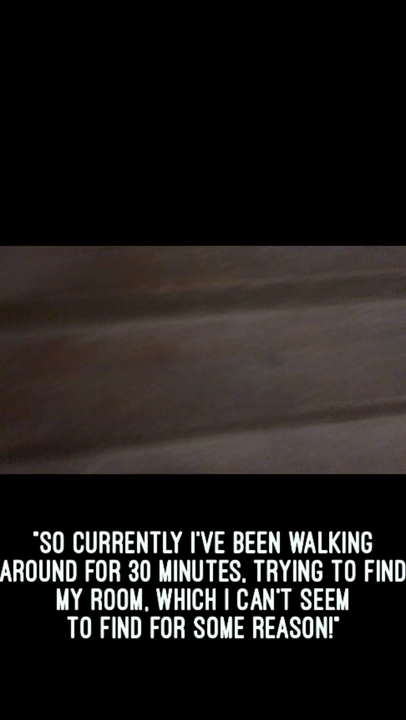 "SO CURRENTLY I'VE BEEN WALKING
AROUND FOR 30 MINUTES, TRYING TO FIND
MY ROOM, WHICH I CAN'T SEEM
TO FIND FOR SOME REASON!"